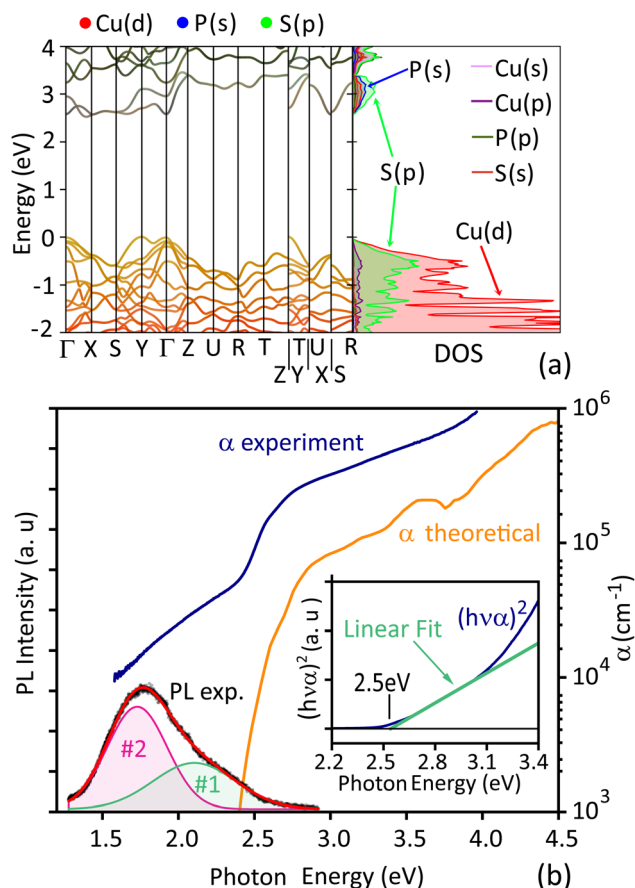 Cu(d) P(s) S(p)
4
3
2
1
0
-1
-2
Energy (eV)
P(s)
Cu(s)
Cu(p)
P(p)
S(s)
S(p)
Cu(d)
Γ X S Y Γ Z U R T Z|Y T|X U|S R
DOS
(a)
α experiment
α theoretical
PL Intensity (a. u)
PL exp.
#2
#1
10^6
10^5
10^4
10^3
α (cm^-1)
(hνα)^2 (a. u)
Linear Fit
(hνα)^2
2.5eV
2.2 2.5 2.8 3.1 3.4
Photon Energy (eV)
1.5 2.0 2.5 3.0 3.5 4.0 4.5
Photon Energy (eV)
(b)